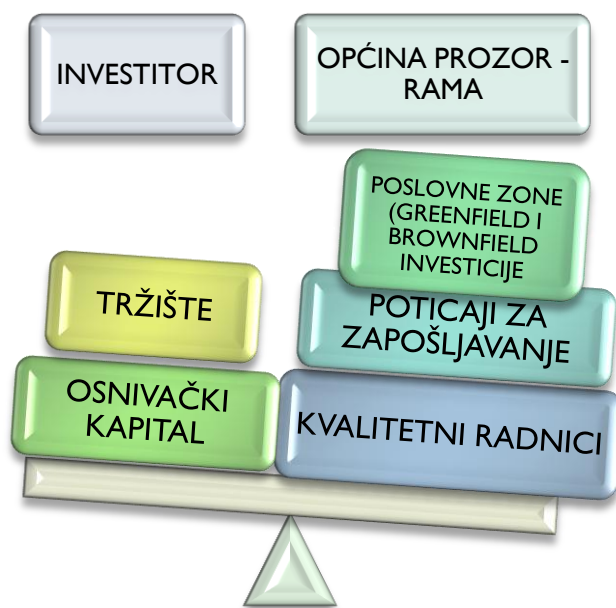 INVESTITOR
OPĆINA PROZOR -
RAMA
POSLOVNE ZONE
(GREENFIELD I
BROWNFIELD
INVESTICIJE
TRŽIŠTE
POTICAJI ZA
ZAPOŠLJAVANJE
OSNIVAČKI
KAPITAL
KVALITETNI RADNICI